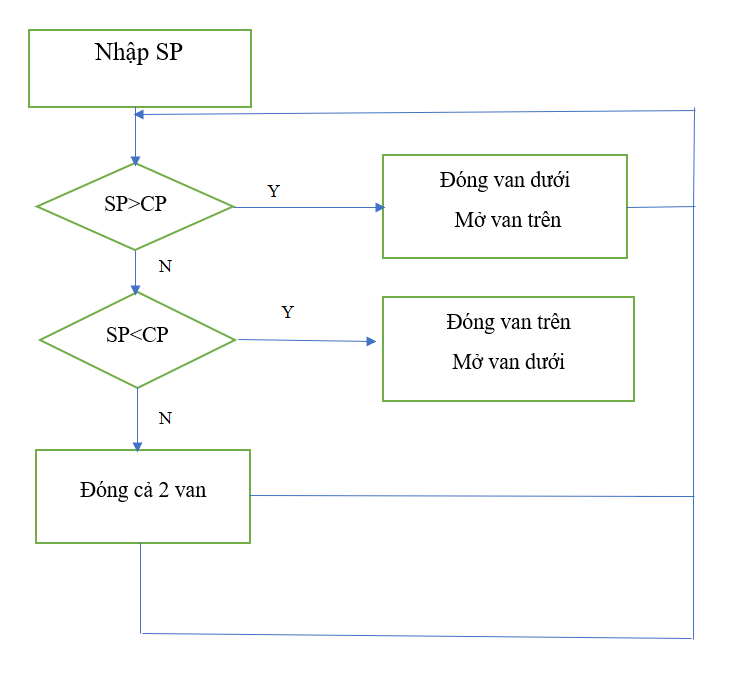 Nhập SP
SP>CP
Y
Đóng van dưới
Mở van trên
N
SP<CP
Y
Đóng van trên
Mở van dưới
N
Đóng cả 2 van